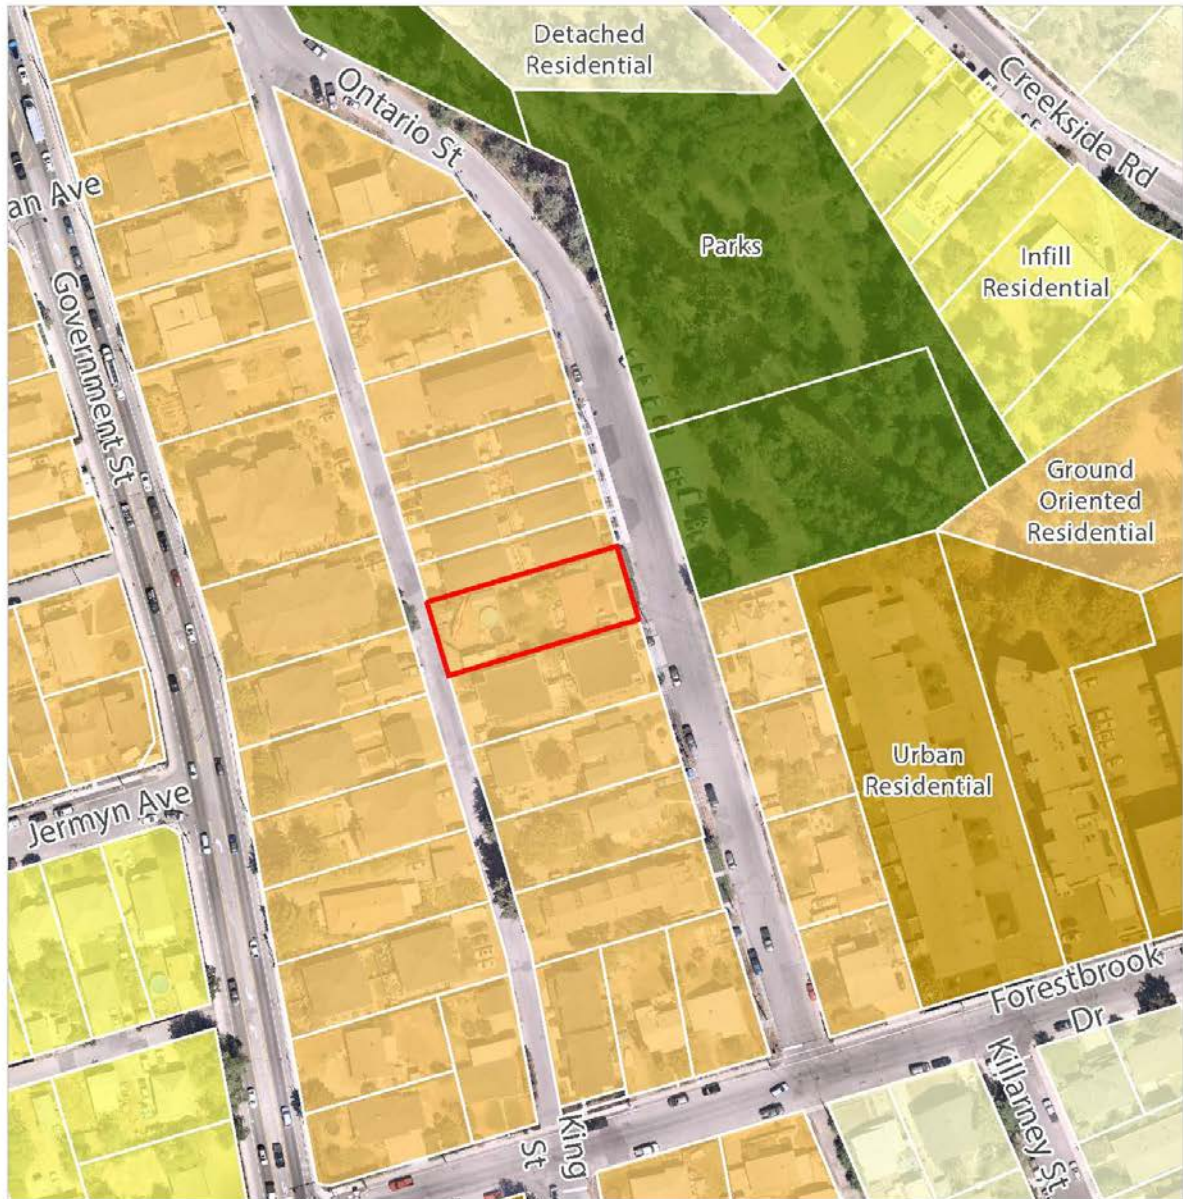 Detached
Residential
Creekside Rd
Ontario St
an Ave
Parks
Infill
Residential
Government St
Ground
Oriented
Residential
Urban
Residential
Jermyn Ave
Forestbrook
Dr
King
St
Killarney St